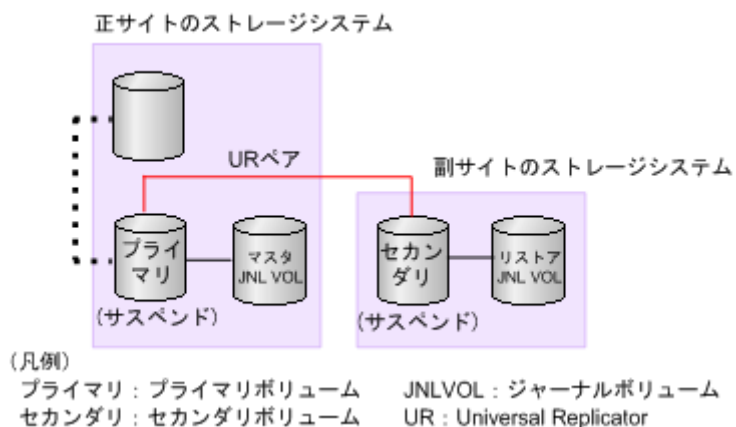 正サイトのストレージシステム
URペア
副サイトのストレージシステム
プライ
マリ
マスタ
JNL VOL
セカン
ダリ
リストア
JNL VOL
(サスペンド)
(サスペンド)
(凡例)
プライマリ：プライマリボリューム JNLVOL：ジャーナルボリューム
セカンダリ：セカンダリボリューム UR：Universal Replicator